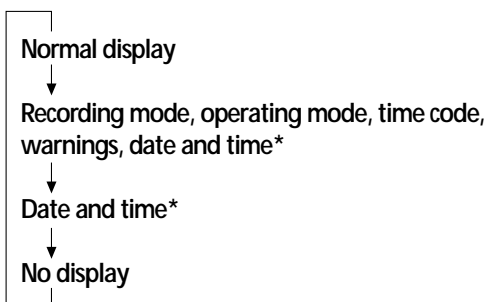 Normal display
Recording mode, operating mode, time code,
warnings, date and time*
Date and time*
No display